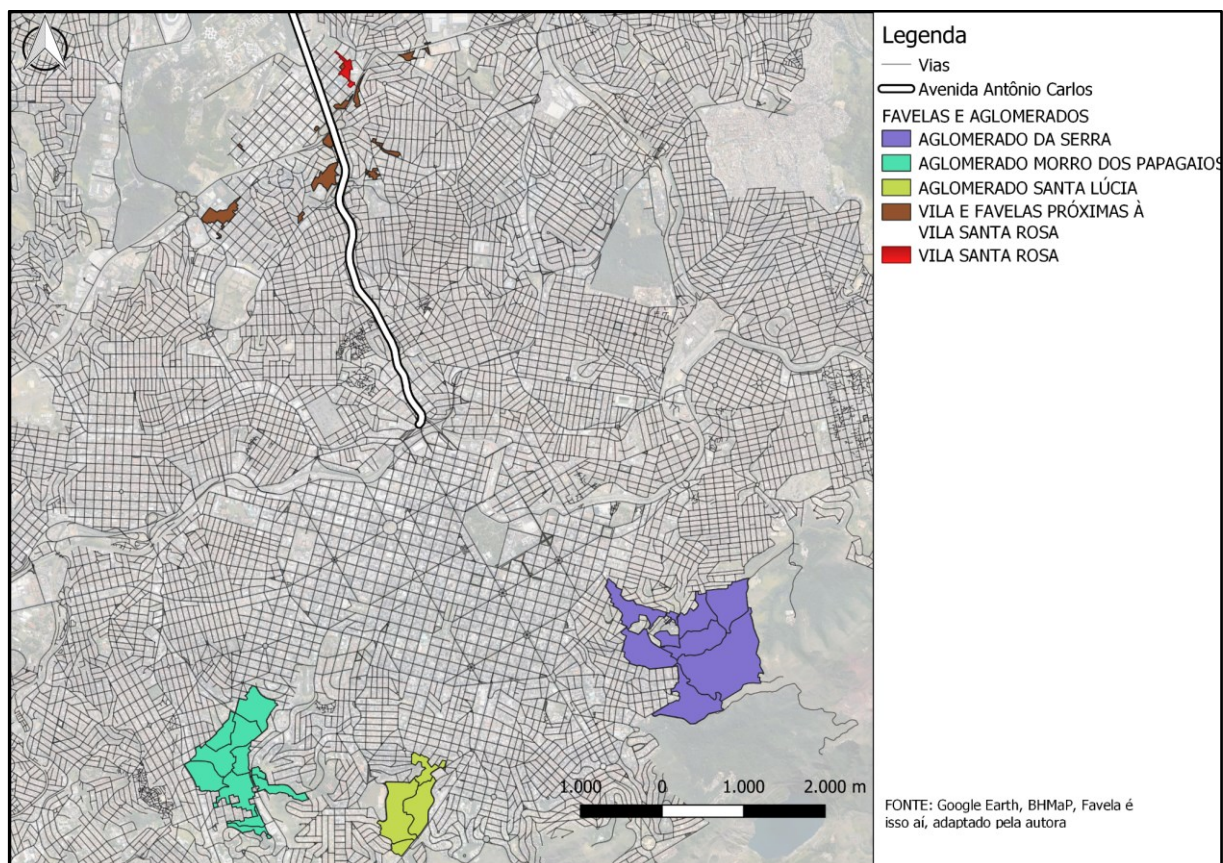 Legenda
Vias
Avenida Antônio Carlos
FAVELAS E AGLOMERADOS
AGLOMERADO DA SERRA
AGLOMERADO MORRO DOS PAPAGAIOS
AGLOMERADO SANTA LÚCIA
VILA E FAVELAS PRÓXIMAS À
VILA SANTA ROSA
VILA SANTA ROSA
1.000 0 1.000 2.000 m
FONTE: Google Earth, BHMaP, Favela é
isso aí, adaptado pela autora